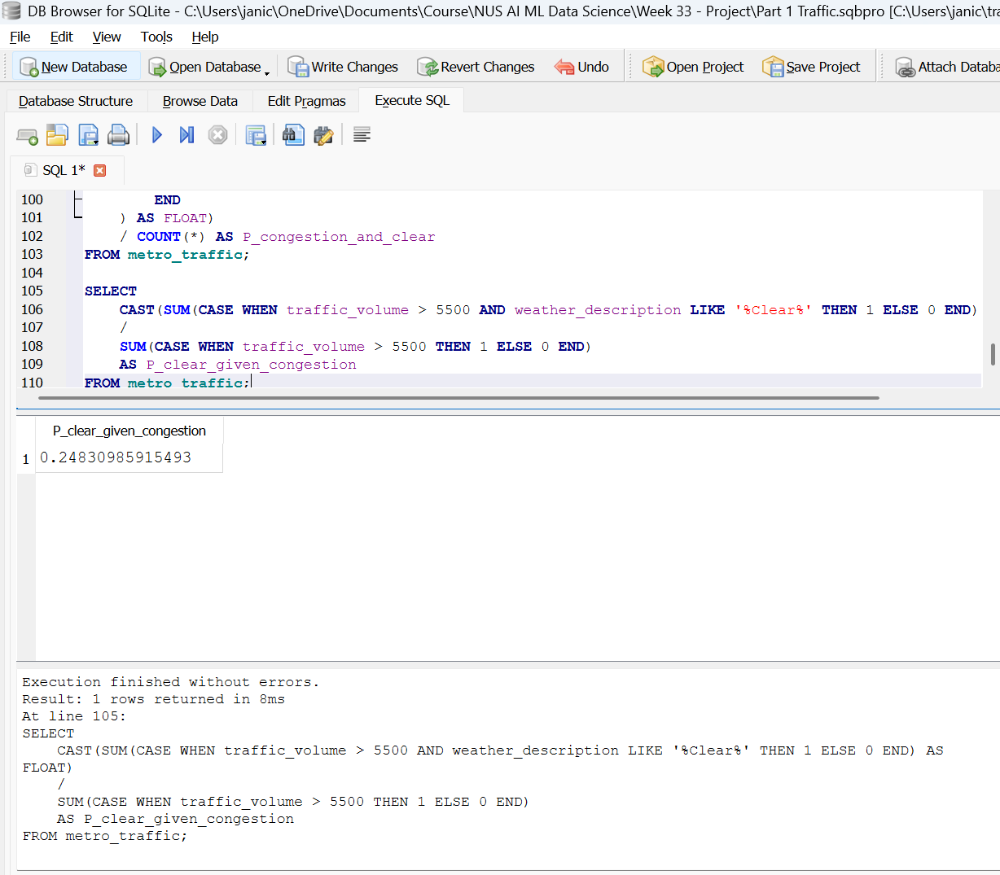 DB Browser for SQLite - C:\Users\janic\OneDrive\Documents\Course\NUS AI ML Data Science\Week 33 - Project\Part 1 Traffic.sqbpro [C:\Users\janic\tra
File Edit View Tools Help
New Database Open Database Write Changes Revert Changes Undo Open Project Save Project Attach Databa
Database Structure Browse Data Edit Pragmas Execute SQL
SQL 1*
100 END
101 ) AS FLOAT)
102 / COUNT(*) AS P_congestion_and_clear
103 FROM metro_traffic;
104
105 SELECT
106 CAST(SUM(CASE WHEN traffic_volume > 5500 AND weather_description LIKE '%Clear%' THEN 1 ELSE 0 END)
107 /
108 SUM(CASE WHEN traffic_volume > 5500 THEN 1 ELSE 0 END)
109 AS P_clear_given_congestion
110 FROM metro_traffic;
P_clear_given_congestion
1 0.24830985915493
Execution finished without errors.
Result: 1 rows returned in 8ms
At line 105:
SELECT
CAST(SUM(CASE WHEN traffic_volume > 5500 AND weather_description LIKE '%Clear%' THEN 1 ELSE 0 END) AS
FLOAT)
/
SUM(CASE WHEN traffic_volume > 5500 THEN 1 ELSE 0 END)
AS P_clear_given_congestion
FROM metro_traffic;